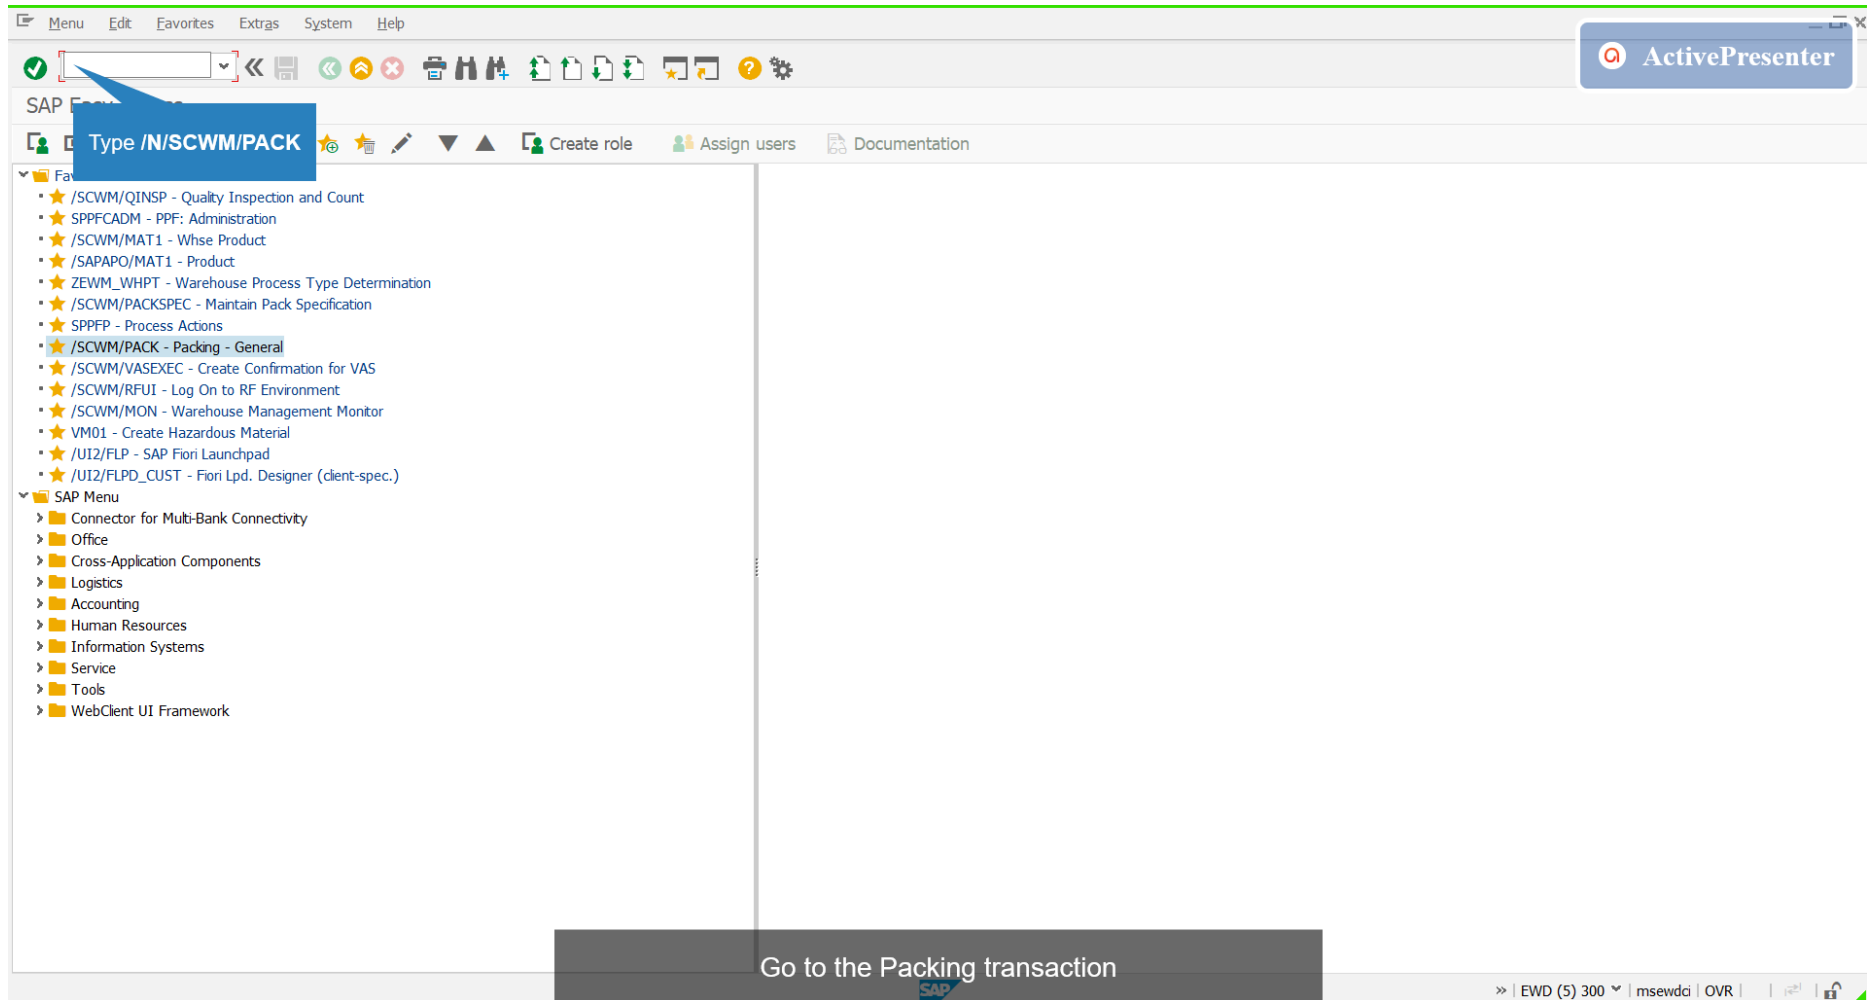 Menu Edit Favorites Extras System Help
ActivePresenter
SAP
Type /N/SCWM/PACK
Create role Assign users Documentation
/SCWM/QINSP - Quality Inspection and Count
SPPFCADM - PPF: Administration
/SCWM/MAT1 - Whse Product
/SAPAPO/MAT1 - Product
ZEWM_WHPT - Warehouse Process Type Determination
/SCWM/PACKSPEC - Maintain Pack Specification
SPPFP - Process Actions
/SCWM/PACK - Packing - General
/SCWM/VASEXEC - Create Confirmation for VAS
/SCWM/RFUI - Log On to RF Environment
/SCWM/MON - Warehouse Management Monitor
VM01 - Create Hazardous Material
/UI2/FLP - SAP Fiori Launchpad
/UI2/FLPD_CUST - Fiori Lpd. Designer (client-spec.)
SAP Menu
Connector for Multi-Bank Connectivity
Office
Cross-Application Components
Logistics
Accounting
Human Resources
Information Systems
Service
Tools
WebClient UI Framework
Go to the Packing transaction
SAP
EWD (5) 300 msewdci OVR